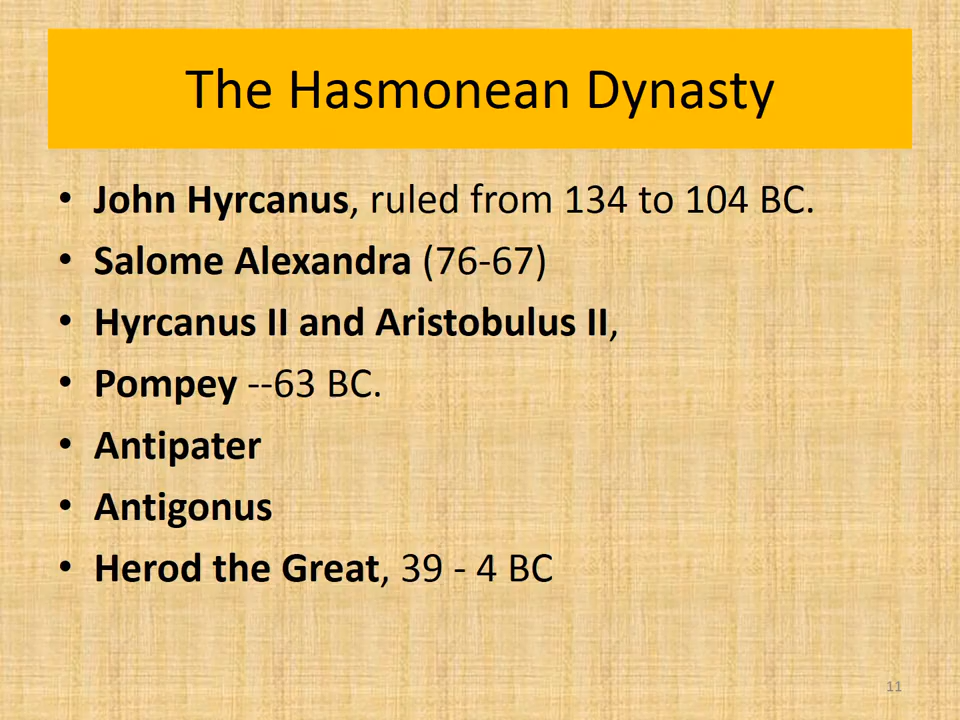 The Hasmonean Dynasty
• John Hyrcanus, ruled from 134 to 104 BC.
• Salome Alexandra (76-67)
• Hyrcanus II and Aristobulus II,
• Pompey --63 BC.
• Antipater
• Antigonus
• Herod the Great, 39 - 4 BC
11